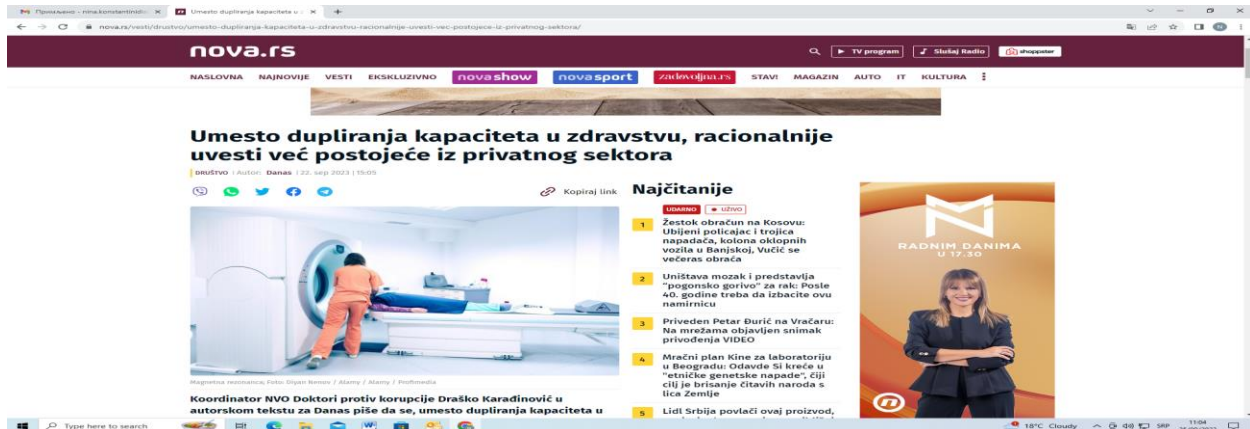 Umesto dupliranja kapaciteta u
nova.rs/vesti/drustvo/umesto-dupliranja-kapaciteta-u-zdravstvu-racionalnije-uvesti-vec-postojece-iz-privatnog-sektora/
nova.rs
TV program
Slušaj Radio
shoppster
NASLOVNA NAJNOVIJE VESTI EKSKLUZIVNO novashow novasport zadovoljna.rs STAV! MAGAZIN AUTO IT KULTURA
Umesto dupliranja kapaciteta u zdravstvu, racionalnije
uvesti već postojeće iz privatnog sektora
DRUŠTVO | Autor: Danas | 22. sep 2023 | 15:05
Kopiraj link
Magnetna rezonanca; Foto: / Alamy / Alamy / Profimedia
Koordinator NVO Doktori protiv korupcije Draško Karađinović u
autorskom tekstu za Danas piše da se, umesto dupliranja kapaciteta u
Najčitanije
UDARNO UŽIVO
1 Žestok obračun na Kosovu:
Ubijeni policajac i trojica
napadača, kolona oklopnih
vozila u Banjskoj, Vučić se
večeras obraća
2 Uništava mozak i predstavlja
"pogonsko gorivo" za rak: Posle
40. godine treba da izbacite ovu
namirnicu
3 Priveden Petar Đurić na Vračaru:
Na mrežama objavljen snimak
privođenja VIDEO
4 Mračni plan Kine za laboratoriju
u Beogradu: Odavde Si kreće u
"etničke genetske napade", čiji
cilj je brisanje čitavih naroda s
lica Zemlje
5 Lidl Srbija povlači ovaj proizvod,
N
RADNIM DANIMA
U 17.30
Type here to search
18°C Cloudy
SRP
11:04